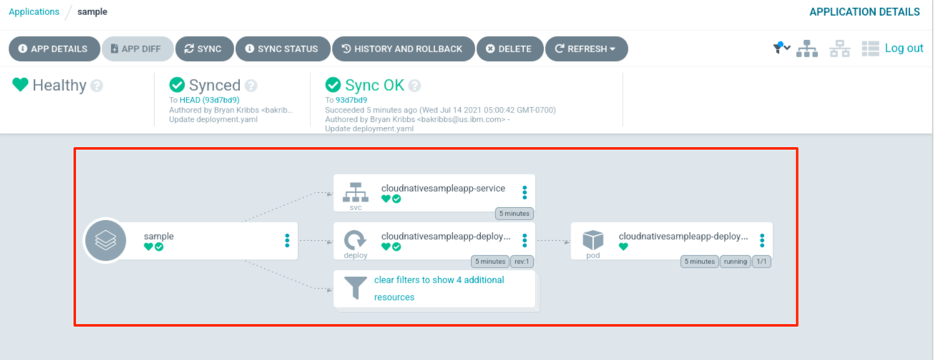 Applications / sample
APPLICATION DETAILS
APP DETAILS
APP DIFF
SYNC
SYNC STATUS
HISTORY AND ROLLBACK
DELETE
REFRESH
Log out
Healthy
Synced
To HEAD (93d7bd9)
Authored by Bryan Kribbs <bakrib...
Update deployment.yaml
Sync OK
To 93d7bd9
Succeeded 5 minutes ago (Wed Jul 14 2021 05:00:42 GMT-0700)
Authored by Bryan Kribbs <bakribbs@us.ibm.com> -
Update deployment.yaml
sample
svc
cloudnativesampleapp-service
5 minutes
deploy
cloudnativesampleapp-deploy...
5 minutes
rev:1
clear filters to show 4 additional
resources
pod
cloudnativesampleapp-deploy...
5 minutes
running
1/1